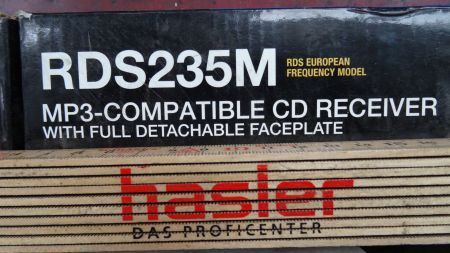 RDS235M
RDS EUROPEAN
FREQUENCY MODEL
MP3-COMPATIBLE CD RECEIVER
WITH FULL DETACHABLE FACEPLATE
hasler
DAS PROFICENTER